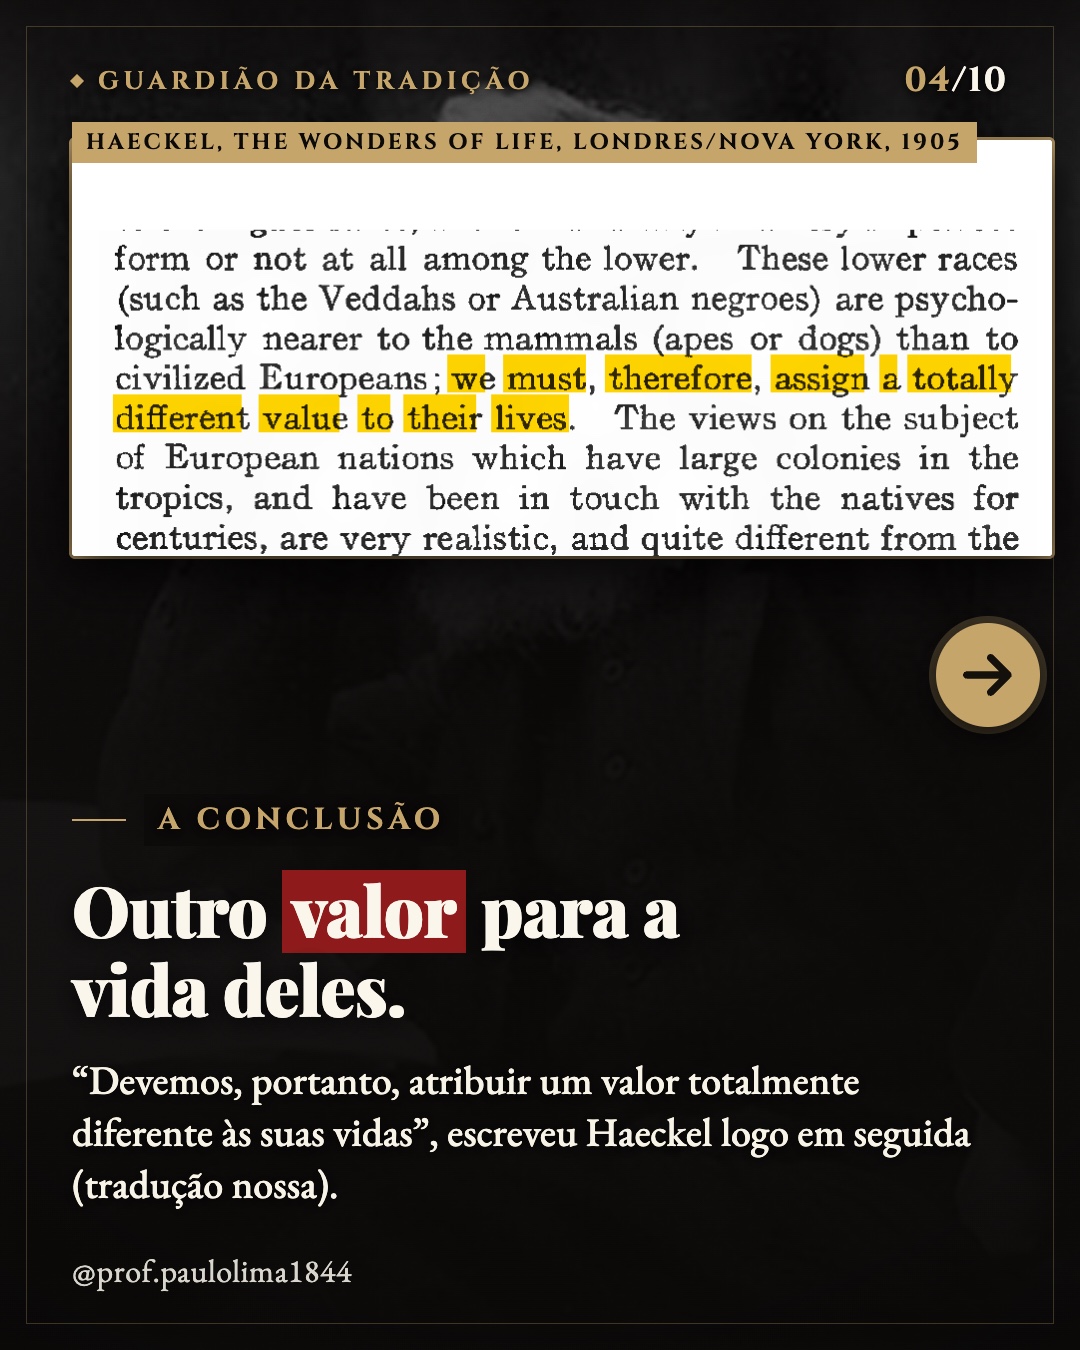 GUARDIÃO DA TRADIÇÃO
04/10
HAECKEL, THE WONDERS OF LIFE, LONDRES/NOVA YORK, 1905
form or not at all among the lower. These lower races
(such as the Veddahs or Australian negroes) are psycho-
logically nearer to the mammals (apes or dogs) than to
civilized Europeans; we must, therefore, assign a totally
different value to their lives. The views on the subject
of European nations which have large colonies in the
tropics, and have been in touch with the natives for
centuries, are very realistic, and quite different from the
A CONCLUSÃO
Outro valor para a
vida deles.
“Devemos, portanto, atribuir um valor totalmente
diferente às suas vidas”, escreveu Haeckel logo em seguida
(tradução nossa).
@prof.paulolima1844